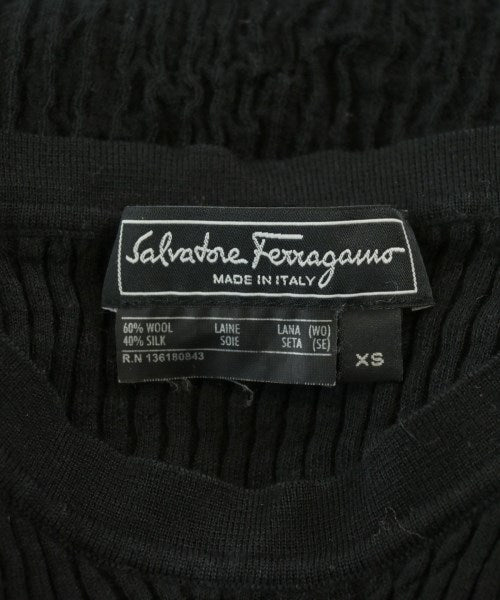 Salvatore Ferragamo
MADE IN ITALY
60% WOOL LAINE LANA (WO)
40% SILK SOIE SETA (SE)
R.N 136180843
XS